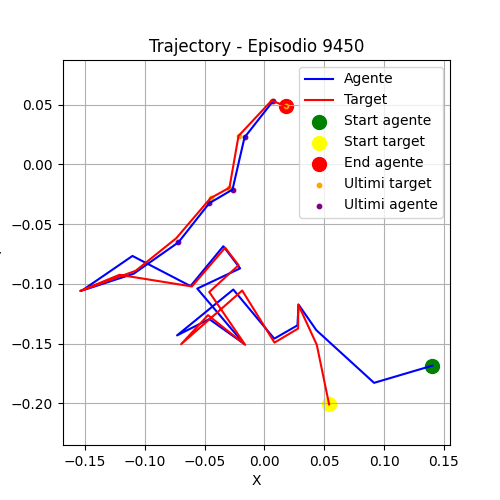 Trajectory - Episodio 9450
Agente
Target
Start agente
Start target
End agente
Ultimi target
Ultimi agente
0.05
0.00
−0.05
−0.10
−0.15
−0.20
−0.15
−0.10
−0.05
0.00
0.05
0.10
0.15
X